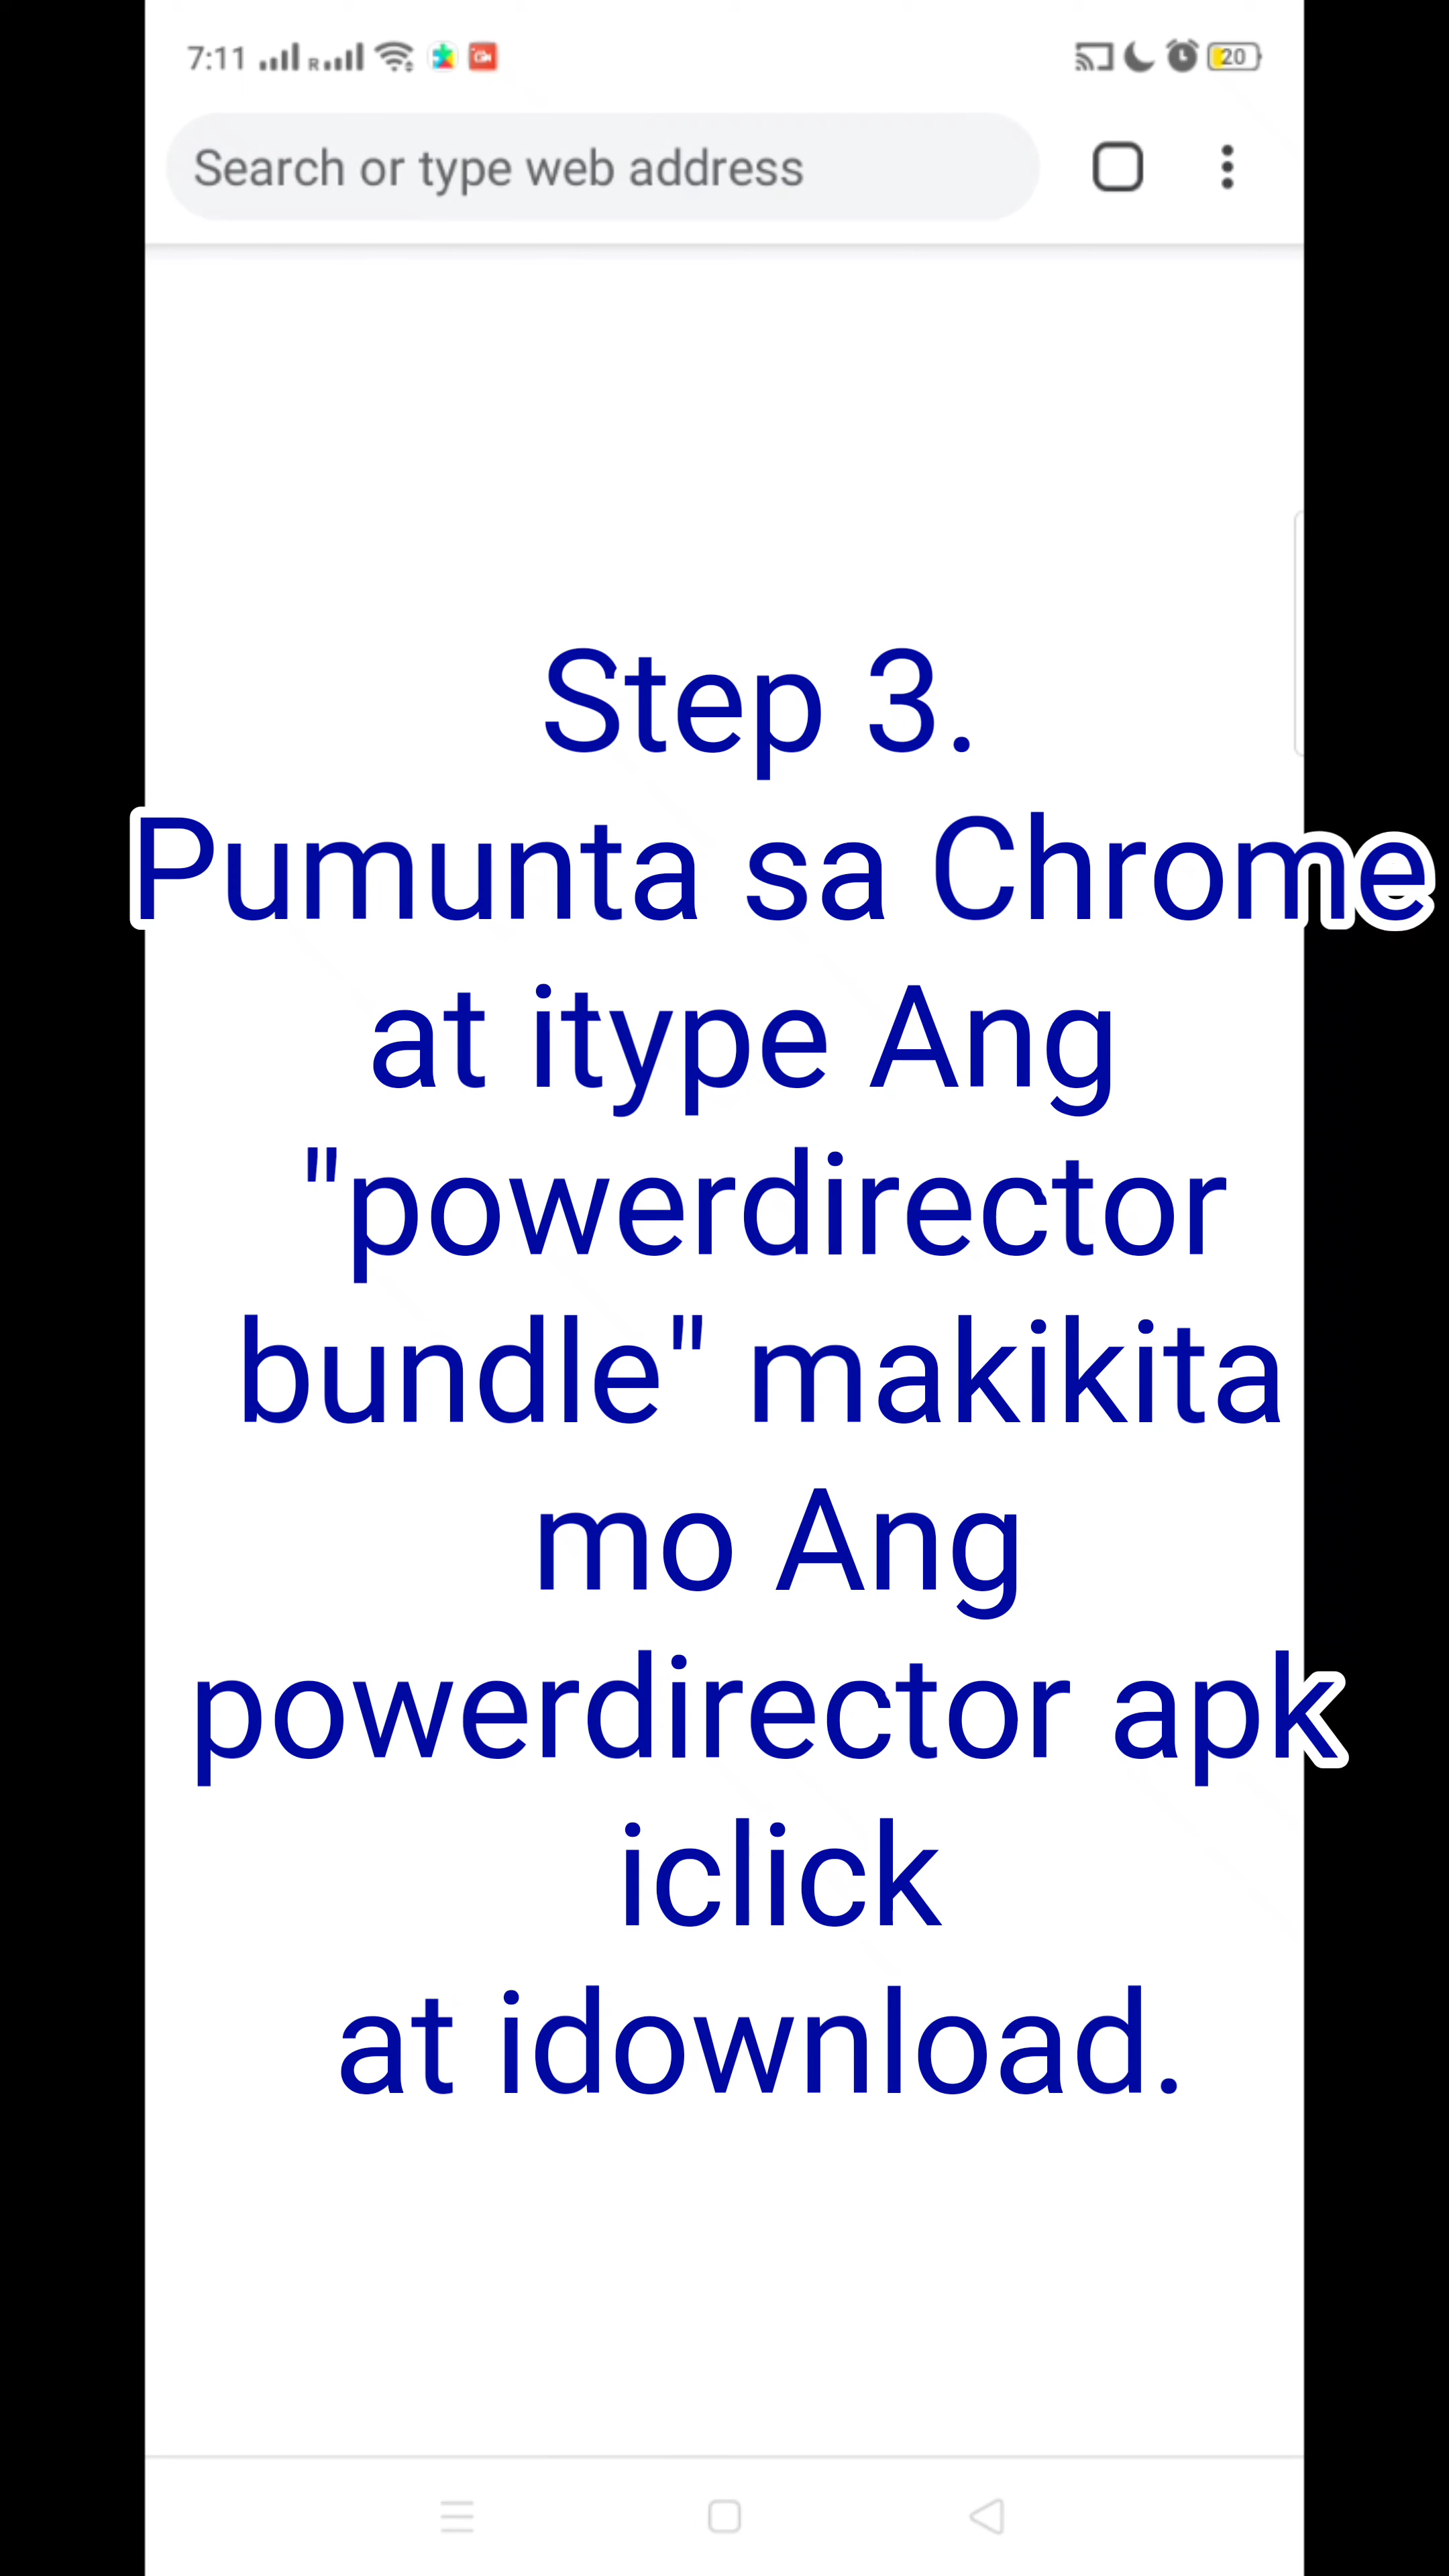 7:11 R 20
Search or type web address
Step 3.
Pumunta sa Chrome
at itype Ang
"powerdirector
bundle" makikita
mo Ang
powerdirector apk
iclick
at idownload.